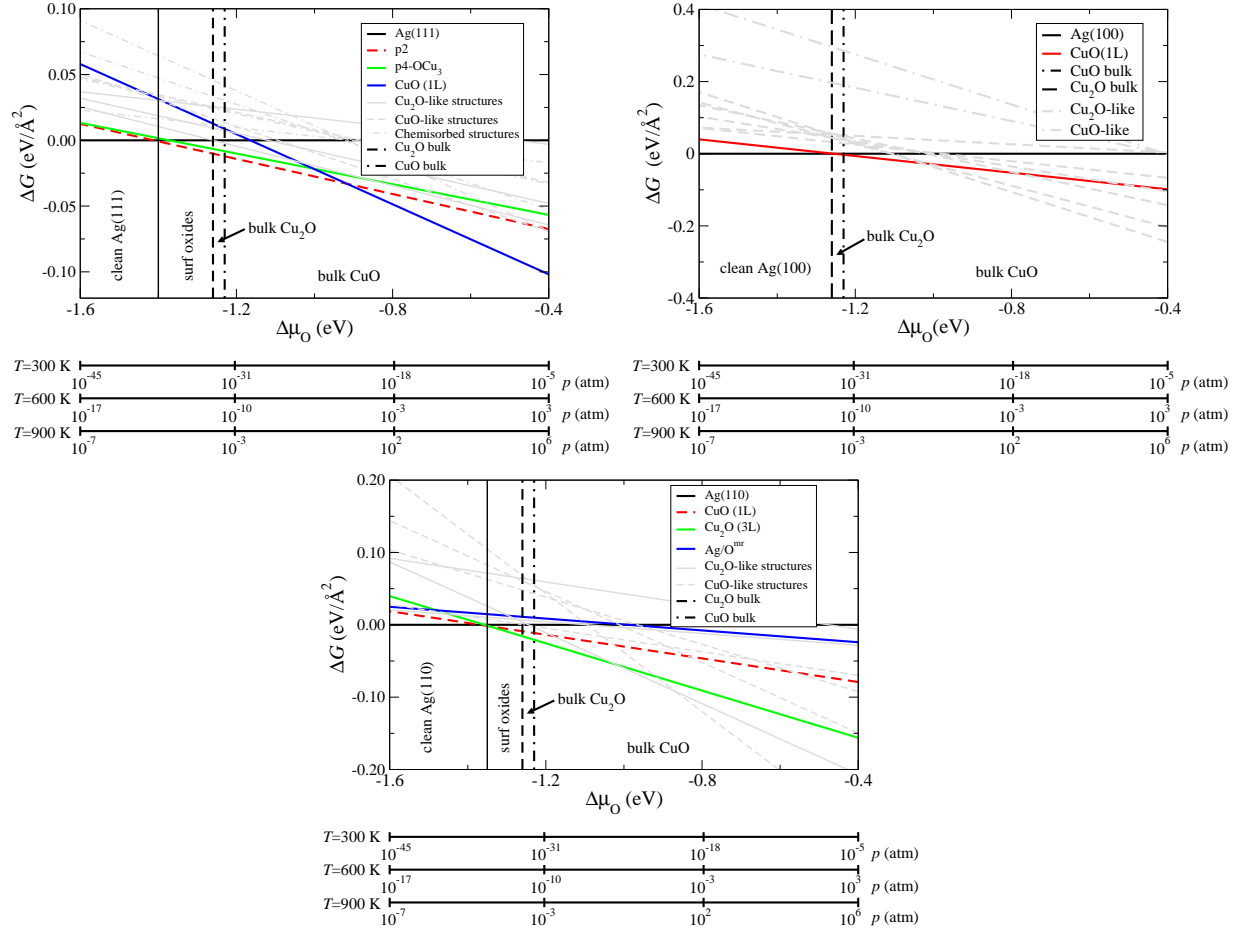 0.10
0.05
0.00
-0.05
-0.10
ΔG (eV/Å²)
Ag(111)
p2
p4-OCu₃
CuO (1L)
Cu₂O-like structures
CuO-like structures
Chemisorbed structures
Cu₂O bulk
CuO bulk
clean Ag(111)
surf oxides
bulk Cu₂O
bulk CuO
-1.6 -1.2 -0.8 -0.4
Δμ_O (eV)
T=300 K
10⁻⁴⁵ 10⁻³¹ 10⁻¹⁸ 10⁻⁵ p (atm)
T=600 K
10⁻¹⁷ 10⁻¹⁰ 10⁻³ 10³ p (atm)
T=900 K
10⁻⁷ 10⁻³ 10² 10⁶ p (atm)
0.4
0.2
0
-0.2
-0.4
ΔG (eV/Å²)
Ag(100)
CuO(1L)
CuO bulk
Cu₂O bulk
Cu₂O-like
CuO-like
bulk Cu₂O
clean Ag(100)
bulk CuO
-1.6 -1.2 -0.8 -0.4
Δμ_O(eV)
T=300 K
10⁻⁴⁵ 10⁻³¹ 10⁻¹⁸ 10⁻⁵ p (atm)
T=600 K
10⁻¹⁷ 10⁻¹⁰ 10⁻³ 10³ p (atm)
T=900 K
10⁻⁷ 10⁻³ 10² 10⁶ p (atm)
0.20
0.10
0.00
-0.10
-0.20
ΔG (eV/Å²)
Ag(110)
CuO (1L)
Cu₂O (3L)
Ag/Oᵐʳ
Cu₂O-like structures
CuO-like structures
Cu₂O bulk
CuO bulk
clean Ag(110)
surf oxides
bulk Cu₂O
bulk CuO
-1.6 -1.2 -0.8 -0.4
Δμ_O (eV)
T=300 K
10⁻⁴⁵ 10⁻³¹ 10⁻¹⁸ 10⁻⁵ p (atm)
T=600 K
10⁻¹⁷ 10⁻¹⁰ 10⁻³ 10³ p (atm)
T=900 K
10⁻⁷ 10⁻³ 10² 10⁶ p (atm)